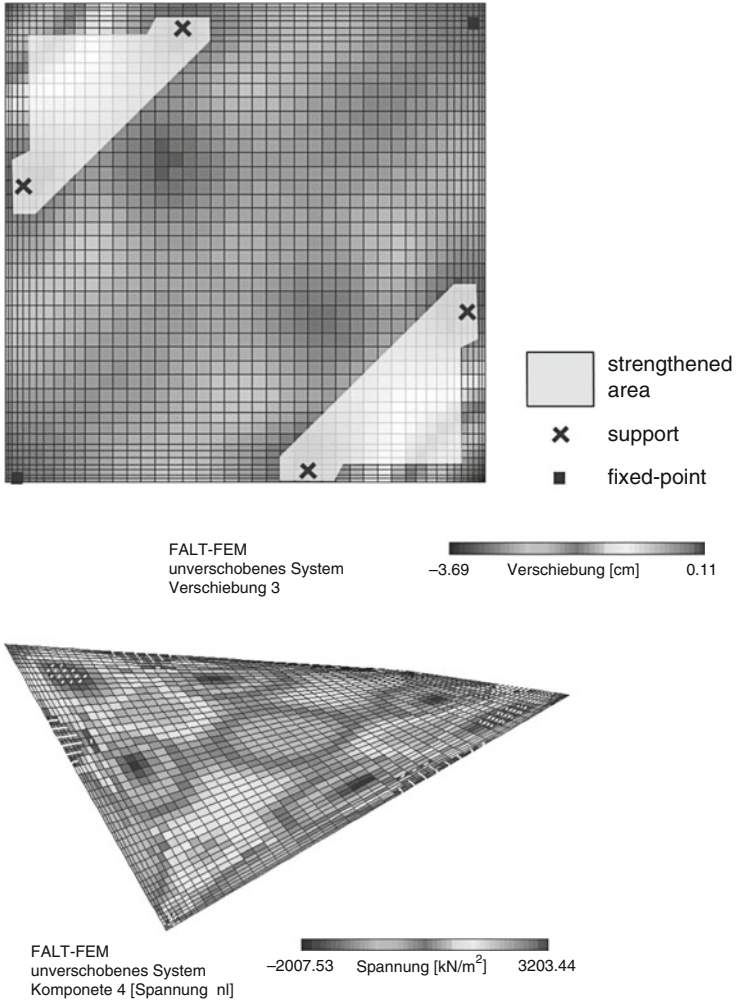 strengthened
area
support
fixed-point
FALT-FEM
unverschobenes System
Verschiebung 3
–3.69 Verschiebung [cm] 0.11
FALT-FEM
unverschobenes System
Komponete 4 [Spannung nl]
–2007.53 Spannung [kN/m²] 3203.44